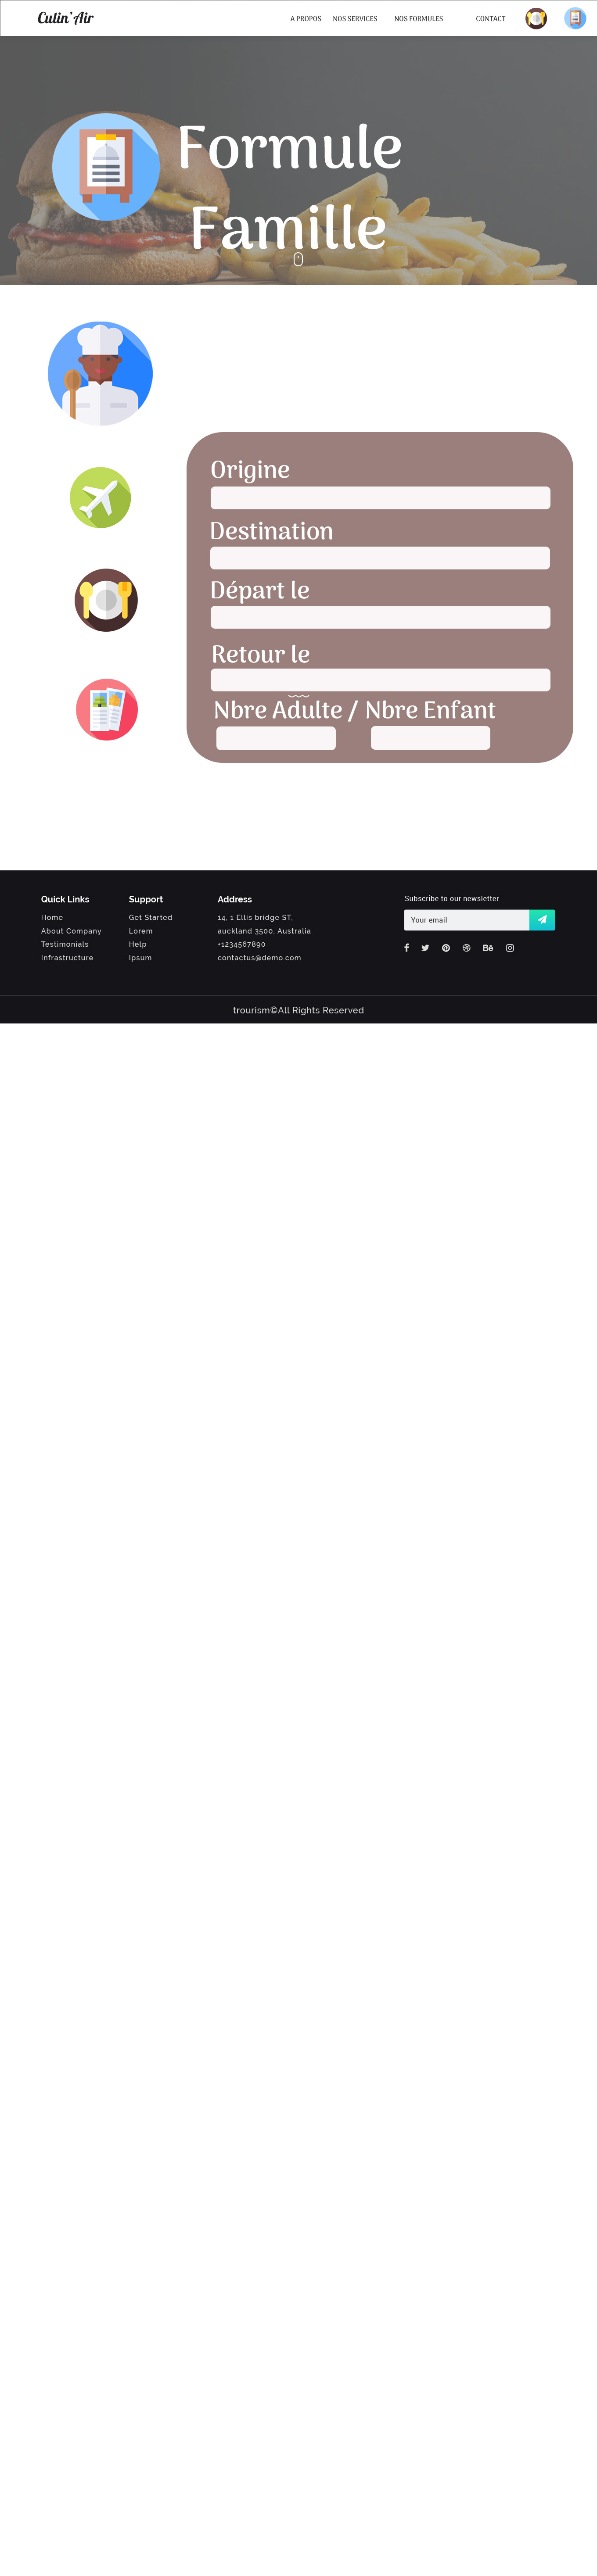 Culin'Air
A PROPOS NOS SERVICES NOS FORMULES CONTACT
Formule
Famille
Origine
Destination
Départ le
Retour le
Nbre Adulte / Nbre Enfant
Quick Links
Home
About Company
Testimonials
Infrastructure
Support
Get Started
Lorem
Help
Ipsum
Address
14, 1 Ellis bridge ST,
auckland 3500, Australia
+1234567890
contactus@demo.com
Subscribe to our newsletter
Your email
trourism©All Rights Reserved